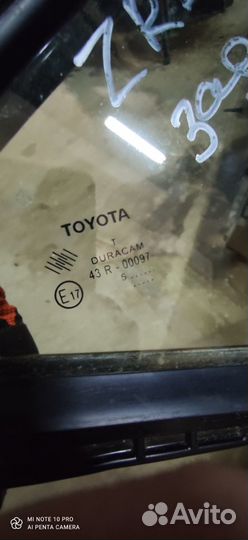 300
TOYOTA
T
DURACAM
43 R - 00097
S .....
.....
E17
MI NOTE 10 PRO
AI PENTA CAMERA
Avito